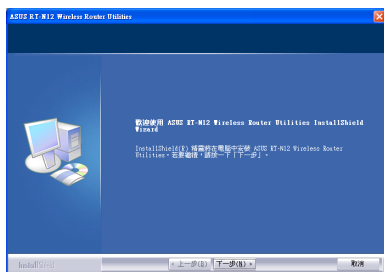 ASUS RT-N12 Wireless Router Utilities
歡迎使用 ASUS RT-N12 Wireless Router Utilities InstallShield
Wizard
InstallShield(R) 精靈將在電腦中安裝 ASUS RT-N12 Wireless Router
Utilities。若要繼續，請按一下「下一步」。
InstallShield
< 上一步(B)
下一步(N) >
取消